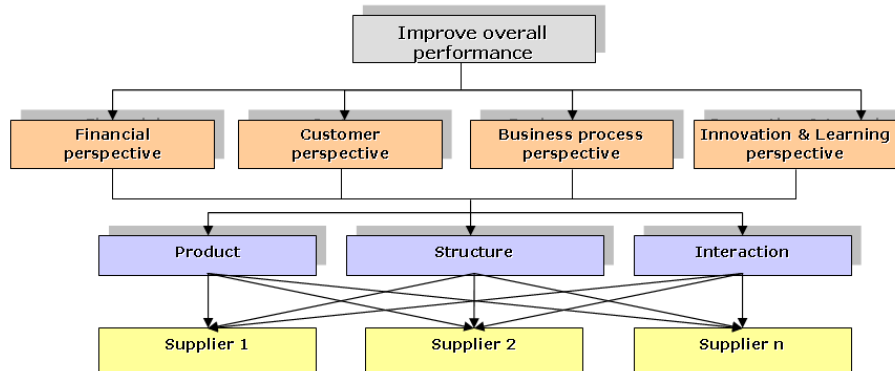 Improve overall
performance
Financial
perspective
Customer
perspective
Business process
perspective
Innovation & Learning
perspective
Product
Structure
Interaction
Supplier 1
Supplier 2
Supplier n